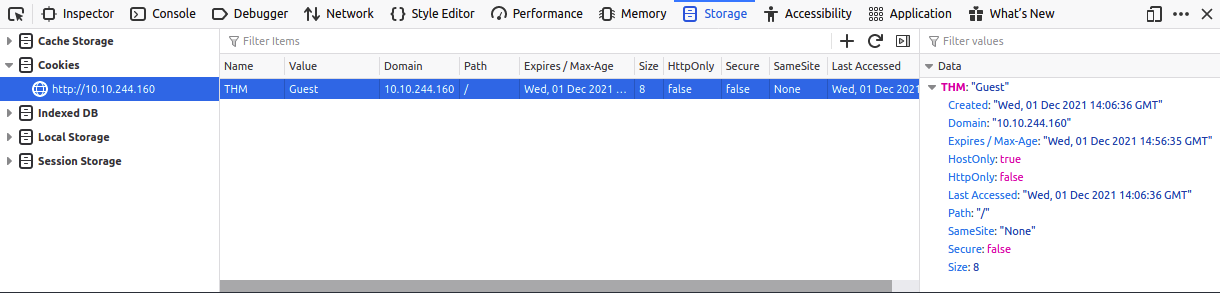 Inspector Console Debugger Network Style Editor Performance Memory Storage Accessibility Application What's New
Cache Storage
Cookies
http://10.10.244.160
Indexed DB
Local Storage
Session Storage
Filter Items
Name Value Domain Path Expires / Max-Age Size HttpOnly Secure SameSite Last Accessed
THM Guest 10.10.244.160 / Wed, 01 Dec 2021 ... 8 false false None Wed, 01 Dec 2021
Filter values
Data
THM: "Guest"
Created: "Wed, 01 Dec 2021 14:06:36 GMT"
Domain: "10.10.244.160"
Expires / Max-Age: "Wed, 01 Dec 2021 14:56:35 GMT"
HostOnly: true
HttpOnly: false
Last Accessed: "Wed, 01 Dec 2021 14:06:36 GMT"
Path: "/"
SameSite: "None"
Secure: false
Size: 8